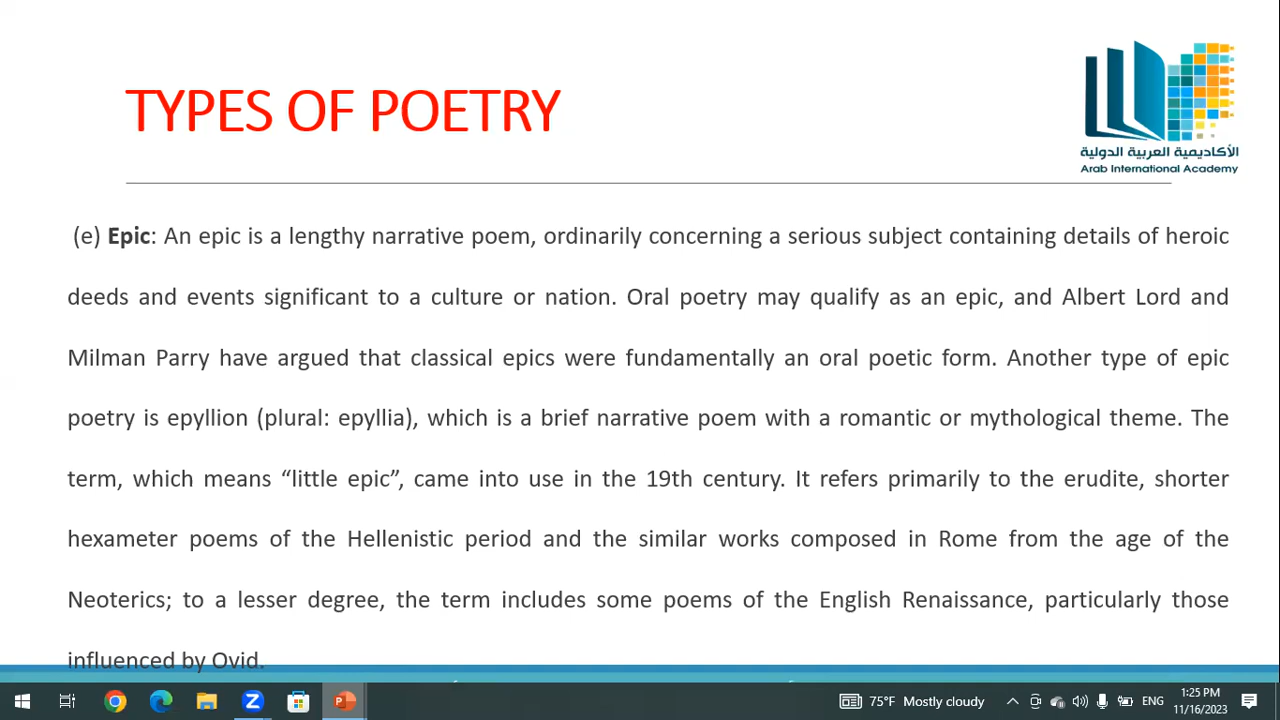 TYPES OF POETRY
الأكاديمية العربية الدولية
Arab International Academy
(e) Epic: An epic is a lengthy narrative poem, ordinarily concerning a serious subject containing details of heroic
deeds and events significant to a culture or nation. Oral poetry may qualify as an epic, and Albert Lord and
Milman Parry have argued that classical epics were fundamentally an oral poetic form. Another type of epic
poetry is epyllion (plural: epyllia), which is a brief narrative poem with a romantic or mythological theme. The
term, which means “little epic”, came into use in the 19th century. It refers primarily to the erudite, shorter
hexameter poems of the Hellenistic period and the similar works composed in Rome from the age of the
Neoterics; to a lesser degree, the term includes some poems of the English Renaissance, particularly those
influenced by Ovid.
75°F Mostly cloudy
ENG
1:25 PM
11/16/2023